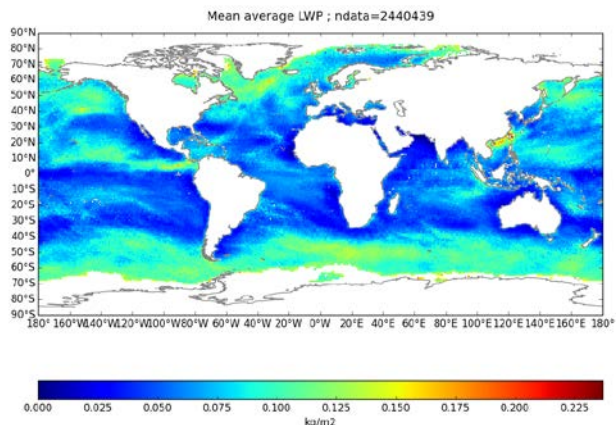 Mean average LWP ; ndata=2440439
90°N
80°N
70°N
60°N
50°N
40°N
30°N
20°N
10°N
0°
10°S
20°S
30°S
40°S
50°S
60°S
70°S
80°S
90°S
180°160°W140°W120°W100°W80°W 60°W 40°W 20°W 0°W 20°E 40°E 60°E 80°E 100°E120°E140°E160°E 180°
0.000 0.025 0.050 0.075 0.100 0.125 0.150 0.175 0.200 0.225
kg/m2